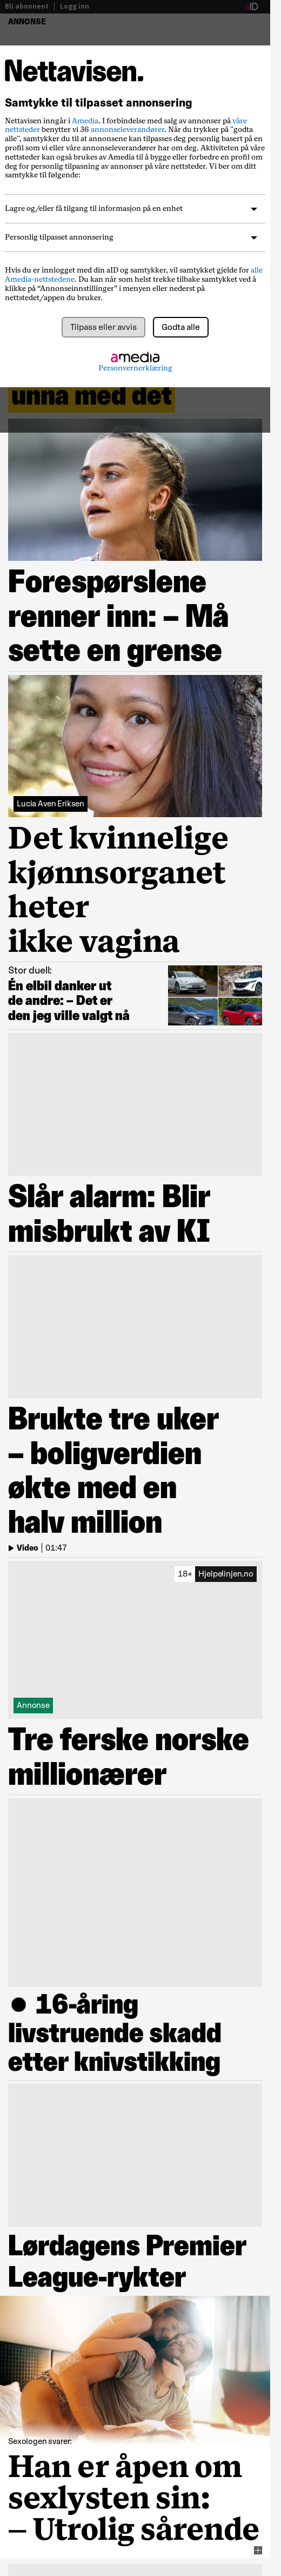 Bli abonnent | Logg inn
aID
ANNONSE
Nettavisen.
Samtykke til tilpasset annonsering
Nettavisen inngår i Amedia. I forbindelse med salg av annonser på våre
nettsteder benytter vi 36 annonseleverandører. Når du trykker på "godta
alle", samtykker du til at annonsene kan tilpasses deg personlig basert på en
profil som vi eller våre annonseleverandører har om deg. Aktiviteten på våre
nettsteder kan også brukes av Amedia til å bygge eller forbedre en profil om
deg for personlig tilpasning av annonser på andre nettsteder. Vi ber om ditt
samtykke til følgende:
Lagre og/eller få tilgang til informasjon på en enhet
Personlig tilpasset annonsering
Hvis du er innlogget med din aID og samtykker, vil samtykket gjelde for alle
Amedia-nettstedene. Du kan når som helst trekke tilbake samtykket ved å
klikke på “Annonseinnstillinger” i menyen eller nederst på
nettstedet/appen du bruker.
Tilpass eller avvis
Godta alle
amedia
Personvernerklæring
unna med det
Forespørslene
renner inn: – Må
sette en grense
Lucia Aven Eriksen
Det kvinnelige
kjønnsorganet
heter
ikke vagina
Stor duell:
Én elbil danker ut
de andre: – Det er
den jeg ville valgt nå
Slår alarm: Blir
misbrukt av KI
Brukte tre uker
– boligverdien
økte med en
halv million
Video | 01:47
18+ Hjelpelinjen.no
Annonse
Tre ferske norske
millionærer
16-åring
livstruende skadd
etter knivstikking
Lørdagens Premier
League-rykter
Sexologen svarer:
Han er åpen om
sexlysten sin:
– Utrolig sårende